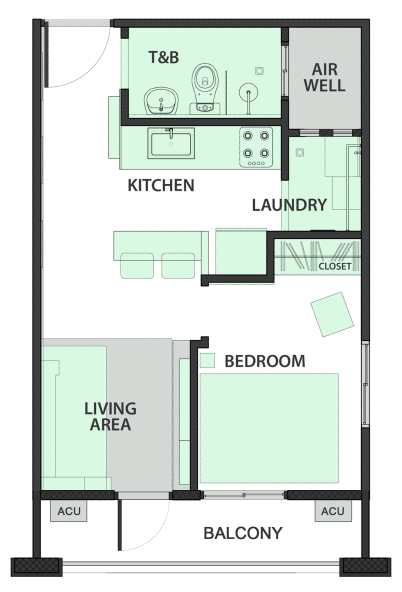 T&B
AIR
WELL
KITCHEN
LAUNDRY
CLOSET
BEDROOM
LIVING
AREA
ACU
ACU
BALCONY